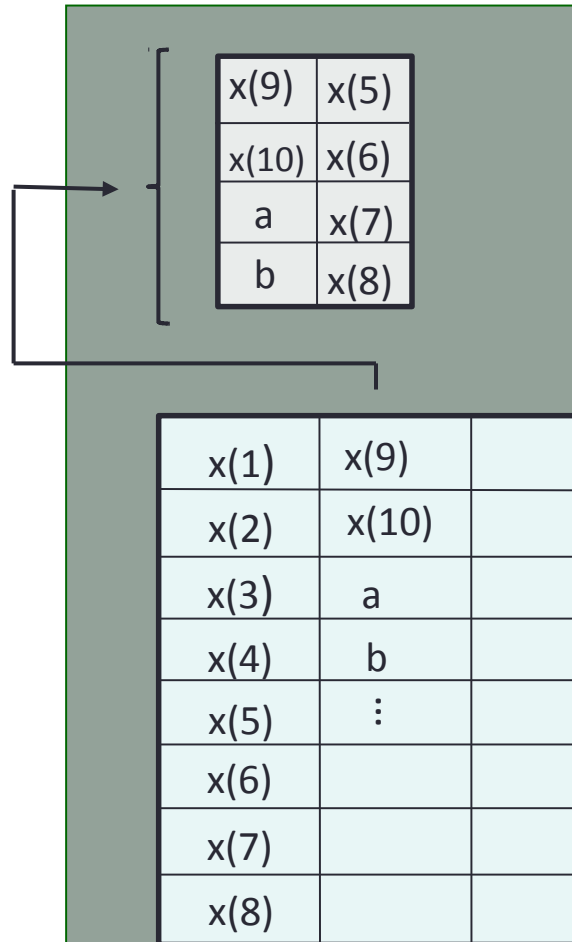 x(9) x(5)
x(10) x(6)
a x(7)
b x(8)
x(1) x(9)
x(2) x(10)
x(3) a
x(4) b
x(5) ⋮
x(6)
x(7)
x(8)